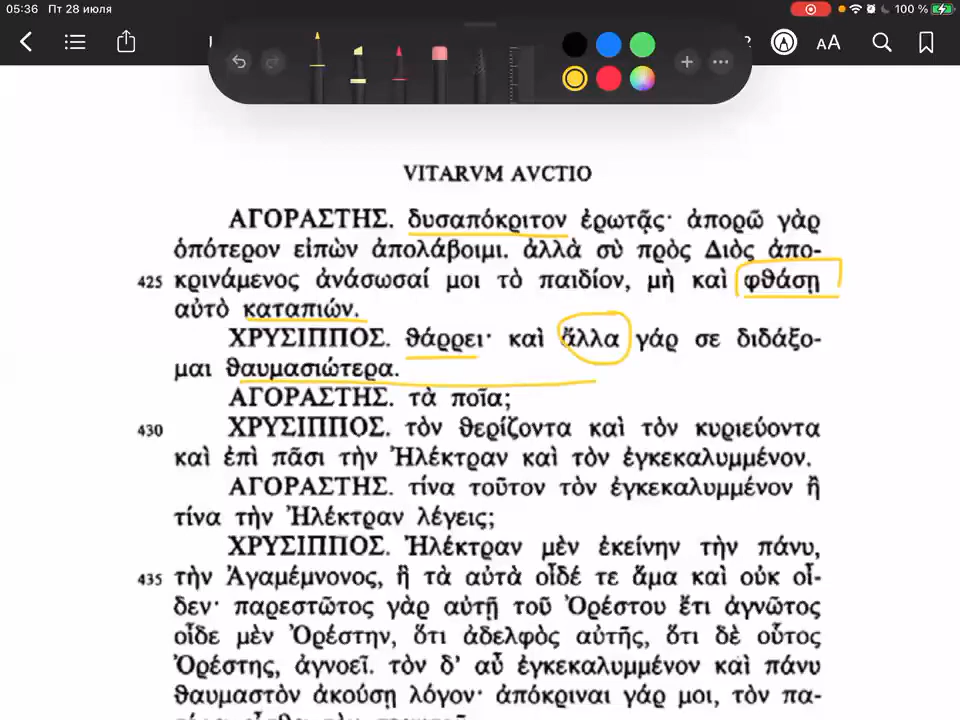 05:36 Пт 28 июля
100 %
AA
VITARVM AVCTIO
ΑΓΟΡΑΣΤΗΣ. δυσαπόκριτον ἐρωτᾷς· ἀπορῶ γὰρ
ὁπότερον εἰπὼν ἀπολάβοιμι. ἀλλὰ σὺ πρὸς Διὸς ἀπο-
425 κρινάμενος ἀνάσωσαί μοι τὸ παιδίον, μὴ καὶ φθάσῃ
αὐτὸ καταπιών.
ΧΡΥΣΙΠΠΟΣ. θάρρει· καὶ ἄλλα γάρ σε διδάξο-
μαι θαυμασιώτερα.
ΑΓΟΡΑΣΤΗΣ. τὰ ποῖα;
430 ΧΡΥΣΙΠΠΟΣ. τὸν θερίζοντα καὶ τὸν κυριεύοντα
καὶ ἐπὶ πᾶσι τὴν Ἠλέκτραν καὶ τὸν ἐγκεκαλυμμένον.
ΑΓΟΡΑΣΤΗΣ. τίνα τοῦτον τὸν ἐγκεκαλυμμένον ἢ
τίνα τὴν Ἠλέκτραν λέγεις;
ΧΡΥΣΙΠΠΟΣ. Ἠλέκτραν μὲν ἐκείνην τὴν πάνυ,
435 τὴν Ἀγαμέμνονος, ἣ τὰ αὐτὰ οἶδέ τε ἅμα καὶ οὐκ οἶ-
δεν· παρεστῶτος γὰρ αὐτῇ τοῦ Ὀρέστου ἔτι ἀγνῶτος
οἶδε μὲν Ὀρέστην, ὅτι ἀδελφὸς αὐτῆς, ὅτι δὲ οὗτος
Ὀρέστης, ἀγνοεῖ. τὸν δ’ αὖ ἐγκεκαλυμμένον καὶ πάνυ
θαυμαστὸν ἀκούσῃ λόγον· ἀπόκριναι γάρ μοι, τὸν πα-